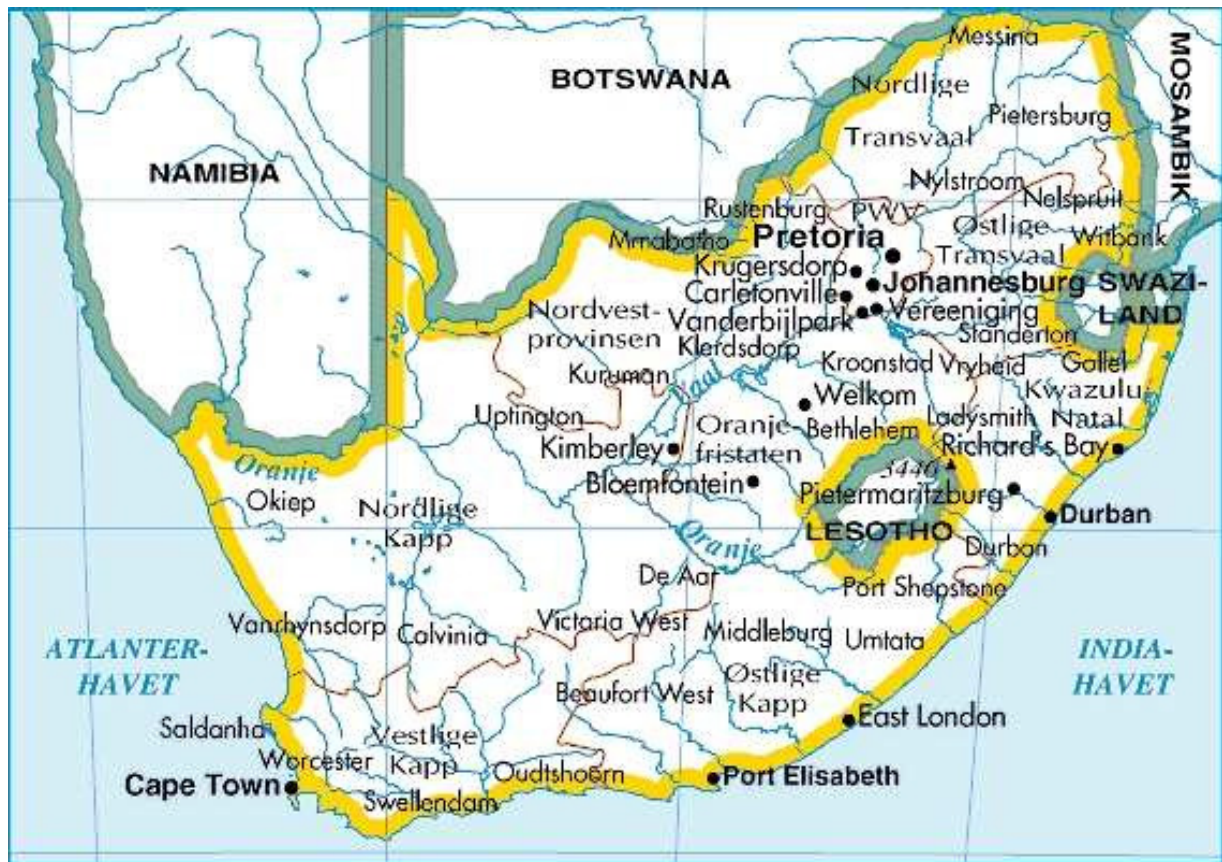 Messina
MOSAMBIK
BOTSWANA
Nordlige
Transvaal
Pietersburg
NAMIBIA
Nylstroom
Nelspruit
Rustenburg
PWV
Østlige
Transvaal
Mmabatho
Witbank
Pretoria
Krugersdorp
Johannesburg
SWAZI-
LAND
Carletonville
Vereeniging
Nordvest-
provinsen
Vanderbijlpark
Standerton
Klerdsdorp
Kroonstad
Vryheid
Gollel
Kuruman
Vaal
Kwazulu
Natal
Welkom
Uptington
Oranje-
fristaten
Bethlehem
Ladysmith
Kimberley
Richard's Bay
3446
Oranje
Okiep
Bloemfontein
Pietermaritzburg
Nordlige
Kapp
LESOTHO
Durban
Oranje
Durban
De Aar
Port Shepstone
Vanrhynsdorp
Calvinia
Victaria West
Middleburg
Umtata
ATLANTER-
HAVET
INDIA-
HAVET
Østlige
Kapp
Beaufort West
Saldanha
East London
Vestlige
Kapp
Worcester
Oudtshoorn
Cape Town
Port Elisabeth
Swellendam